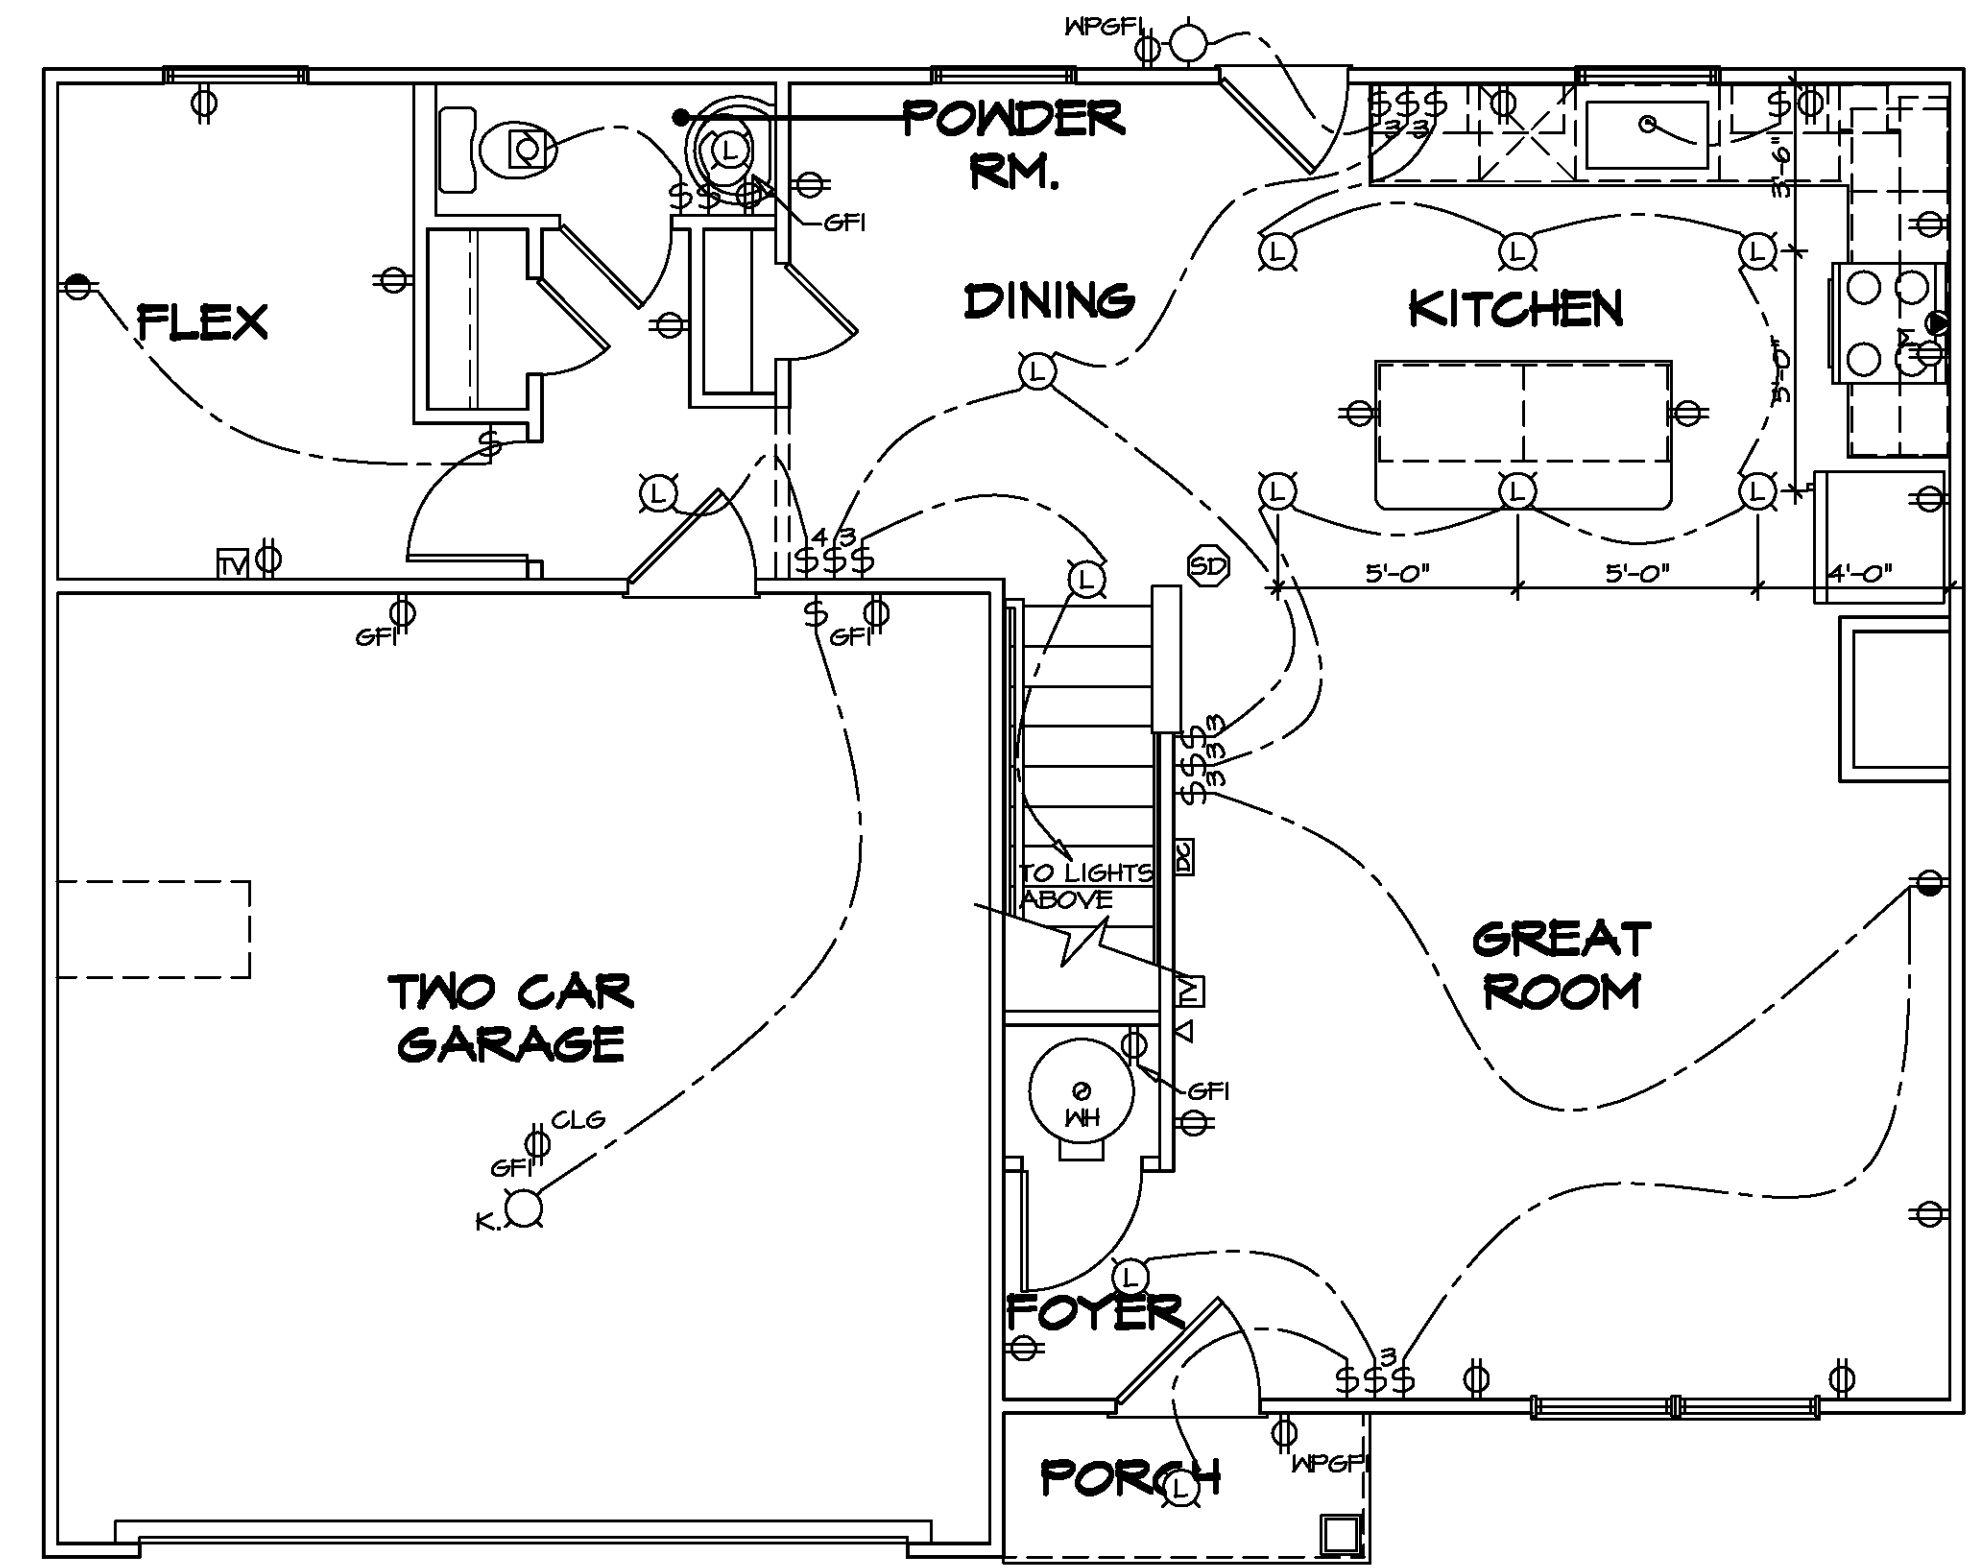 WPGFI
POWDER
RM.
$ $ $
3 3
$
L
$ $
GFI
3'-6"
L L L
FLEX
DINING
KITCHEN
L
5'-0"
$
L
L L L
4 3
$ $ $
TV
L
SD
5'-0" 5'-0" 4'-0"
GFI
$
GFI
$ 3
$ 3
$ 3
DC
TO LIGHTS
ABOVE
GREAT
ROOM
TV
TWO CAR
GARAGE
WH
GFI
CLG
GFI
K.
L
FOYER
3
$ $ $
PORCH
L
WPGFI